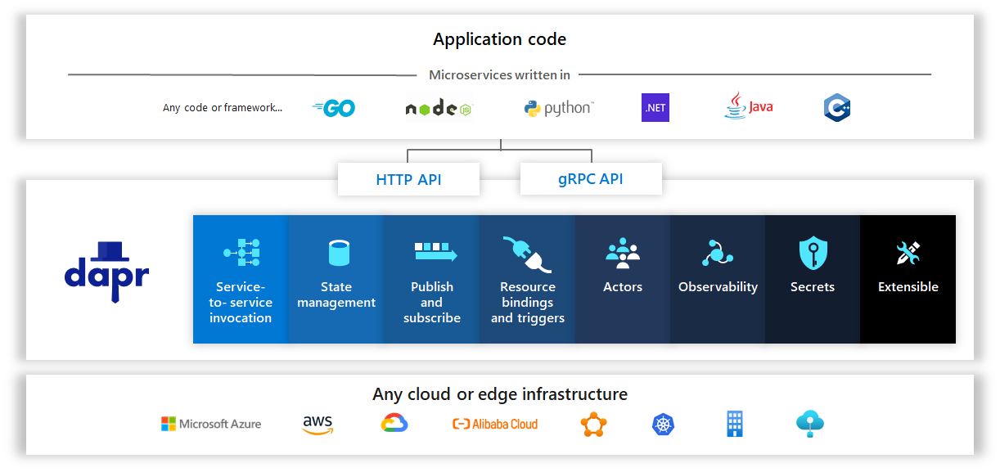 Application code
Microservices written in
Any code or framework...
GO
node JS
python™
.NET
Java
C++
HTTP API
gRPC API
dapr
Service-
to- service
invocation
State
management
Publish
and
subscribe
Resource
bindings
and triggers
Actors
Observability
Secrets
Extensible
Any cloud or edge infrastructure
Microsoft Azure
aws
Alibaba Cloud